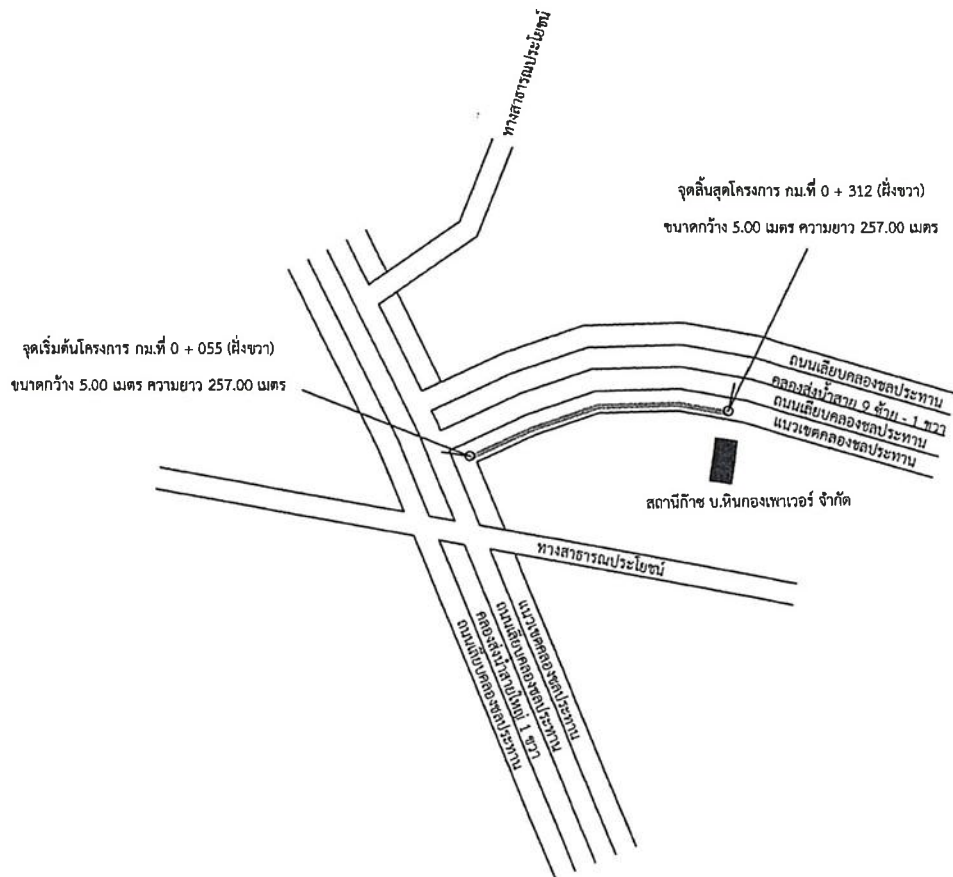 ทางสาธารณประโยชน์
จุดสิ้นสุดโครงการ กม.ที่ 0 + 312 (ฝั่งขวา)
ขนาดกว้าง 5.00 เมตร ความยาว 257.00 เมตร
จุดเริ่มต้นโครงการ กม.ที่ 0 + 055 (ฝั่งขวา)
ขนาดกว้าง 5.00 เมตร ความยาว 257.00 เมตร
ถนนเลียบคลองชลประทาน
คลองส่งน้ำสาย 9 ซ้าย - 1 ขวา
ถนนเลียบคลองชลประทาน
แนวเขตคลองชลประทาน
สถานีก๊าซ บ.หินกองเพาเวอร์ จำกัด
ทางสาธารณประโยชน์
แนวเขตคลองชลประทาน
ถนนเลียบคลองชลประทาน
คลองส่งน้ำสายใหญ่ 1 ขวา
ถนนเลียบคลองชลประทาน